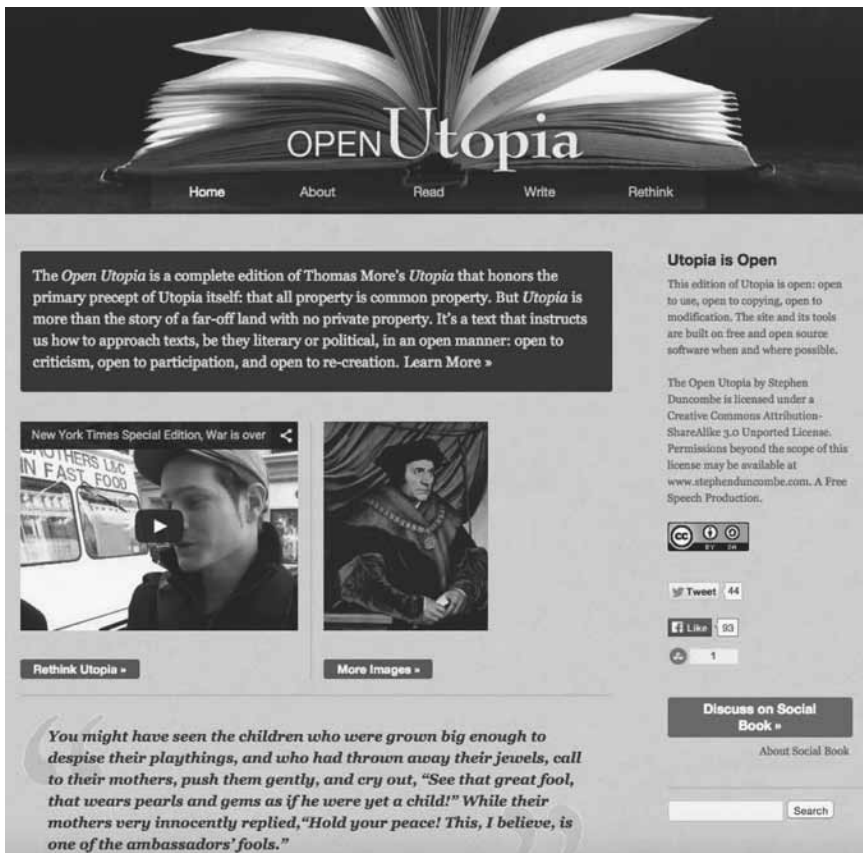 OPEN Utopia
Home About Read Write Rethink
The Open Utopia is a complete edition of Thomas More's Utopia that honors the
primary precept of Utopia itself: that all property is common property. But Utopia is
more than the story of a far-off land with no private property. It's a text that instructs
us how to approach texts, be they literary or political, in an open manner: open to
criticism, open to participation, and open to re-creation. Learn More »
New York Times Special Edition, War is over
BROTHERS LLC
IN FAST FOOD
Rethink Utopia »
More Images »
You might have seen the children who were grown big enough to
despise their playthings, and who had thrown away their jewels, call
to their mothers, push them gently, and cry out, “See that great fool,
that wears pearls and gems as if he were yet a child!” While their
mothers very innocently replied,“Hold your peace! This, I believe, is
one of the ambassadors’ fools.”
Utopia is Open
This edition of Utopia is open: open
to use, open to copying, open to
modification. The site and its tools
are built on free and open source
software when and where possible.
The Open Utopia by Stephen
Duncombe is licensed under a
Creative Commons Attribution-
ShareAlike 3.0 Unported License.
Permissions beyond the scope of this
license may be available at
www.stephenduncombe.com. A Free
Speech Production.
cc
BY SA
Tweet 44
Like 93
1
Discuss on Social
Book »
About Social Book
Search